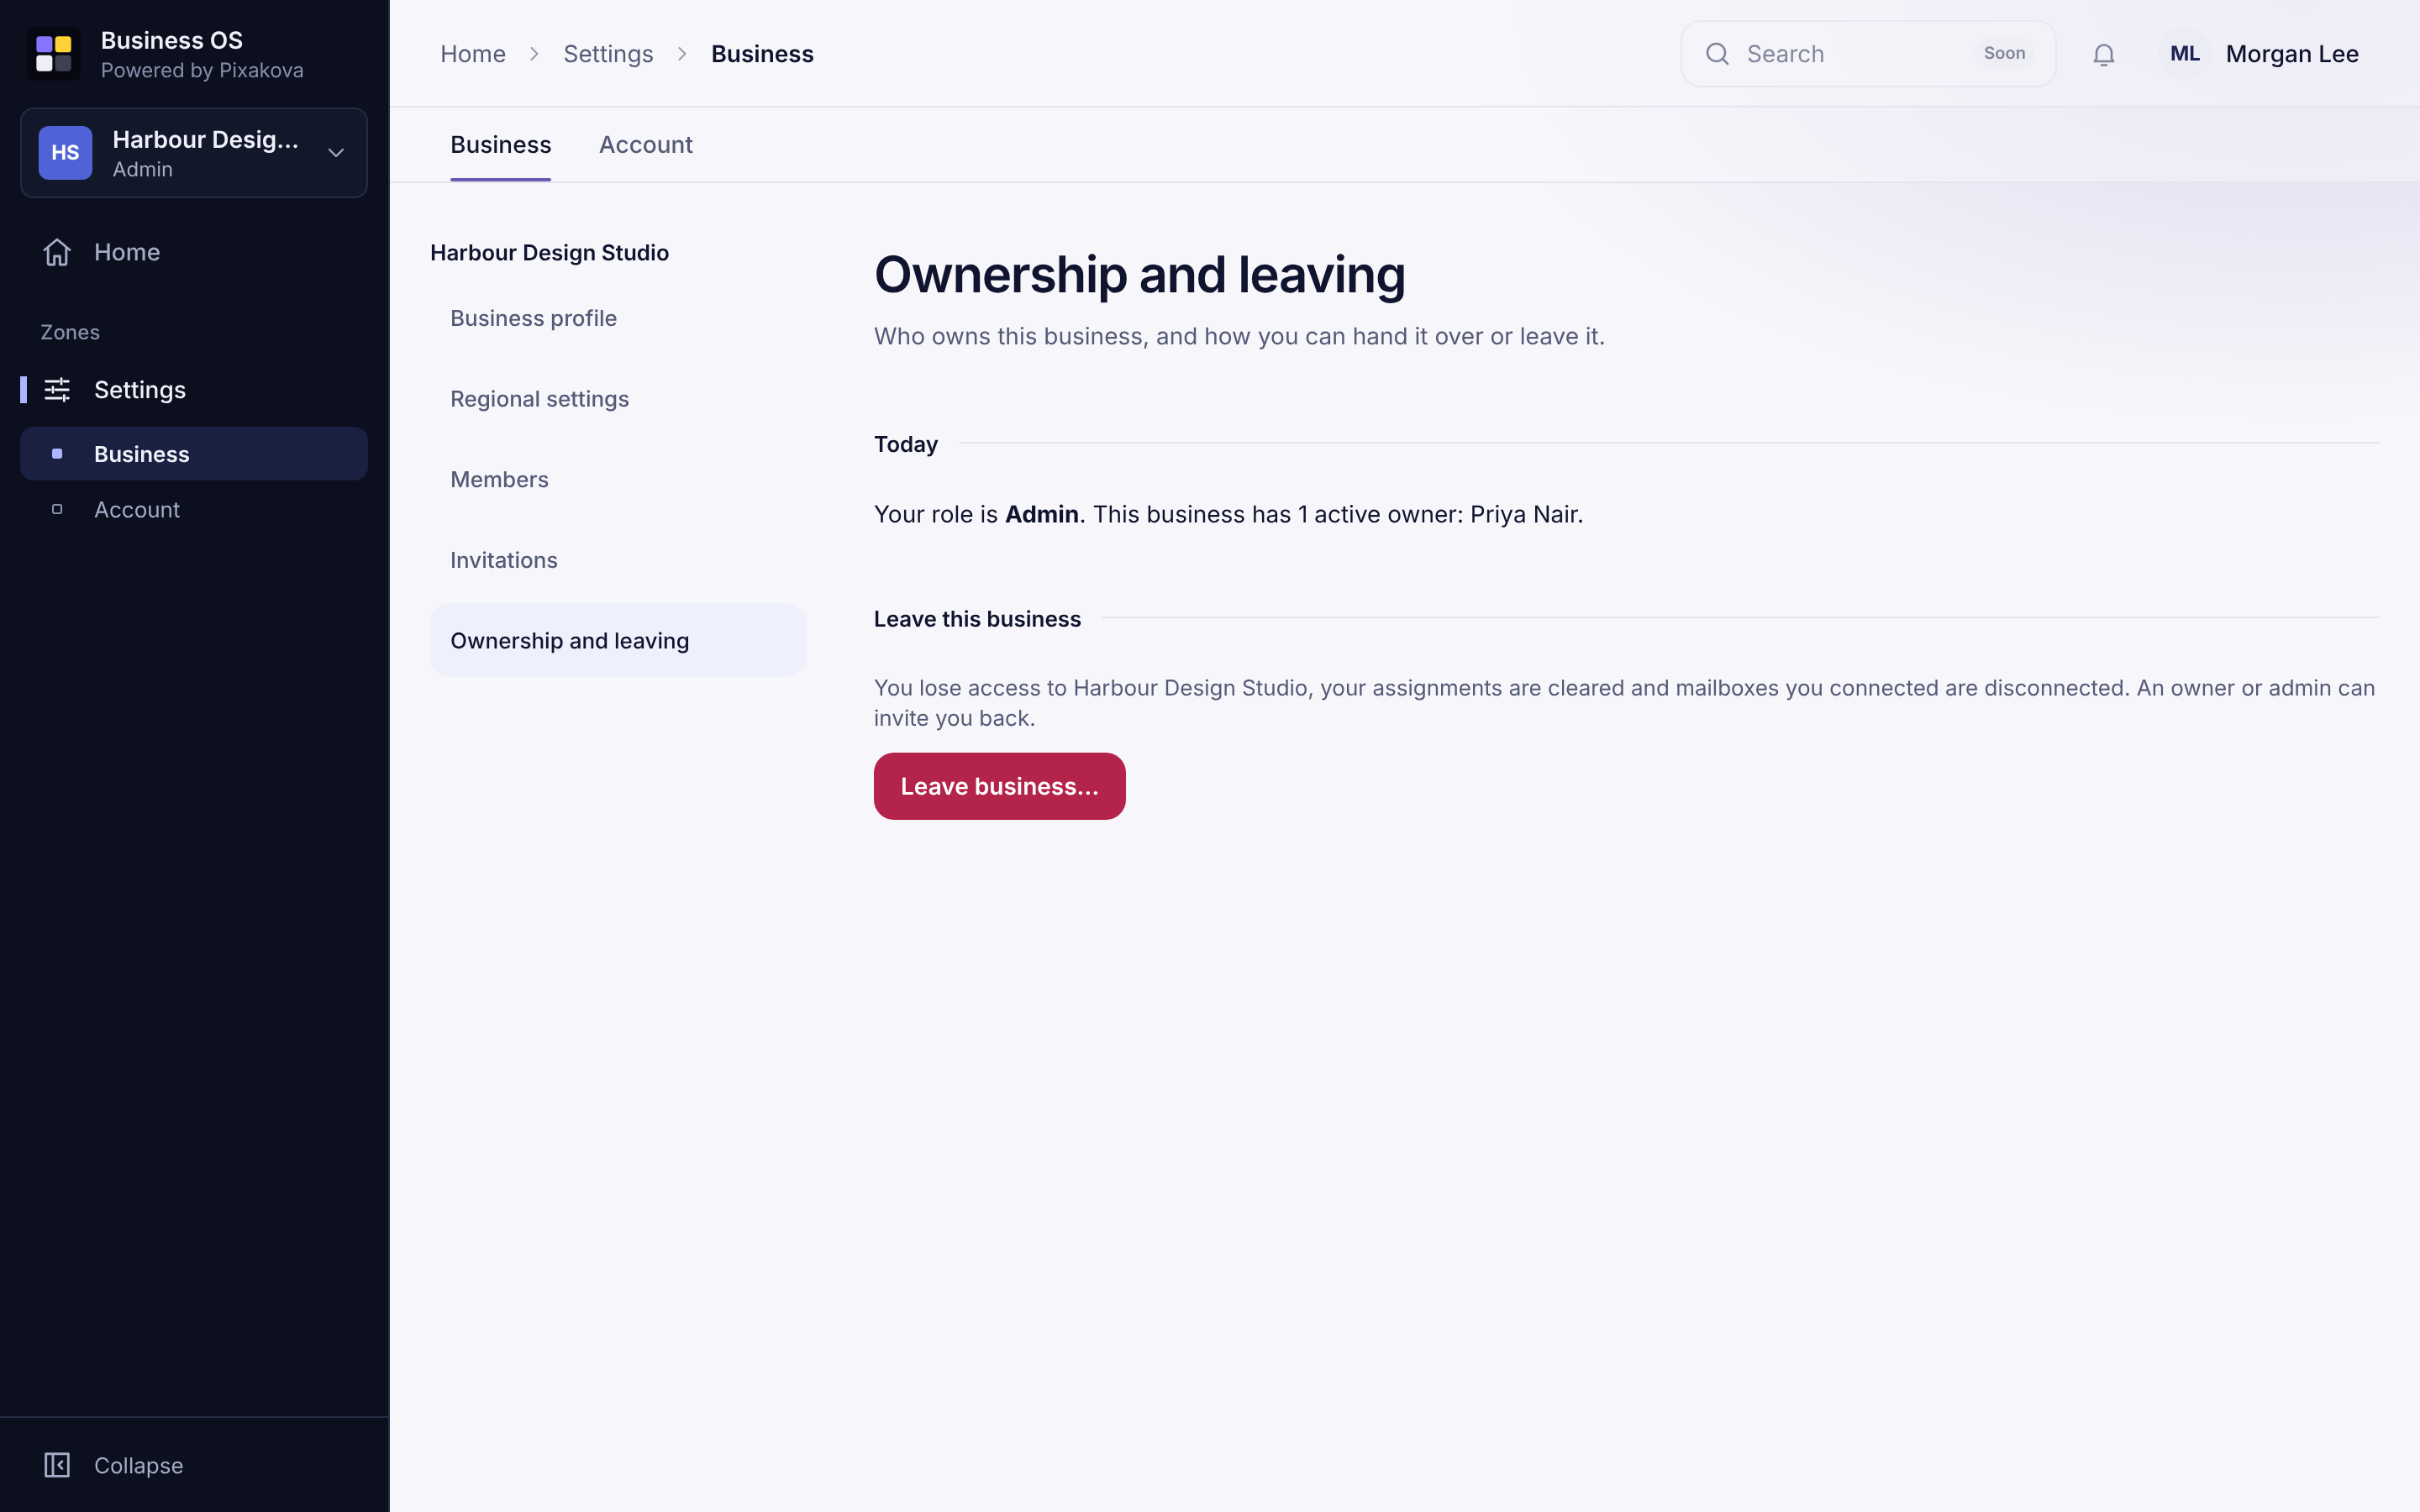 Business OS
Powered by Pixakova
HS
Harbour Desig...
Admin
Home
Zones
Settings
Business
Account
Collapse
Home
Settings
Business
Search
Soon
ML
Morgan Lee
Business
Account
Harbour Design Studio
Business profile
Regional settings
Members
Invitations
Ownership and leaving
Ownership and leaving
Who owns this business, and how you can hand it over or leave it.
Today
Your role is Admin. This business has 1 active owner: Priya Nair.
Leave this business
You lose access to Harbour Design Studio, your assignments are cleared and mailboxes you connected are disconnected. An owner or admin can
invite you back.
Leave business...